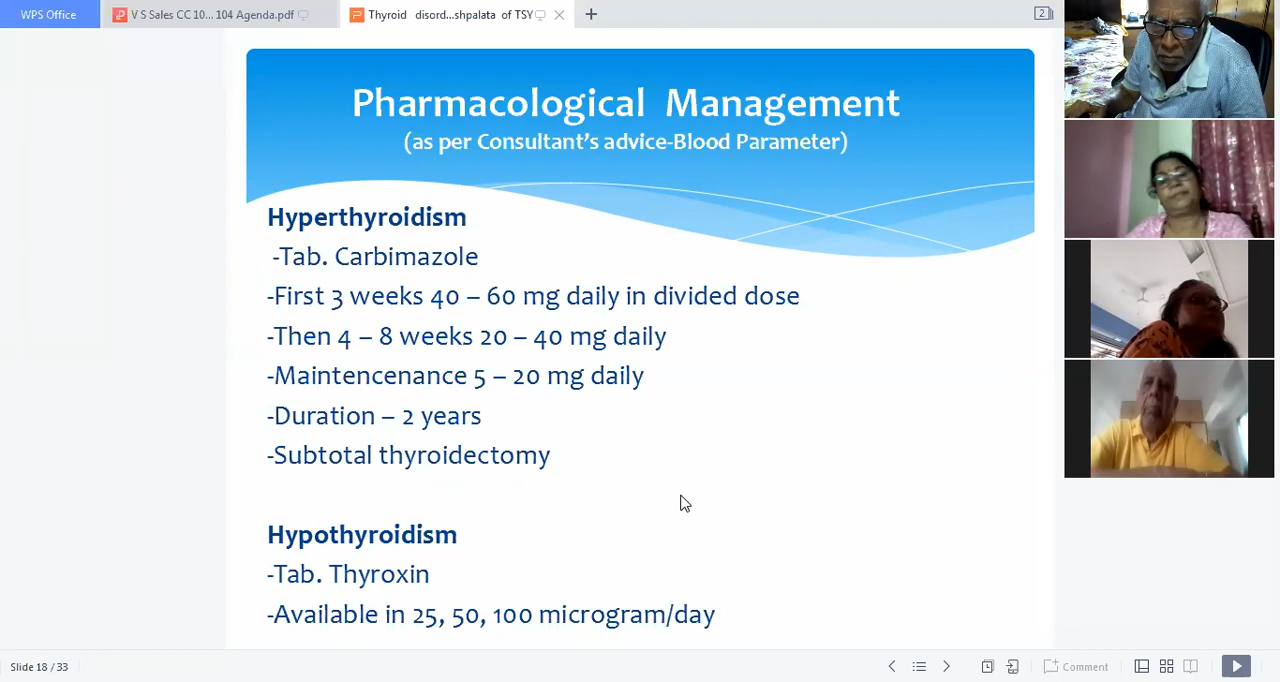 WPS Office
V S Sales CC 10... 104 Agenda.pdf
Thyroid disord...shpalata of TSY
2
Pharmacological Management
(as per Consultant's advice-Blood Parameter)
Hyperthyroidism
-Tab. Carbimazole
-First 3 weeks 40 – 60 mg daily in divided dose
-Then 4 – 8 weeks 20 – 40 mg daily
-Maintencenance 5 – 20 mg daily
-Duration – 2 years
-Subtotal thyroidectomy
Hypothyroidism
-Tab. Thyroxin
-Available in 25, 50, 100 microgram/day
Slide 18 / 33
Comment